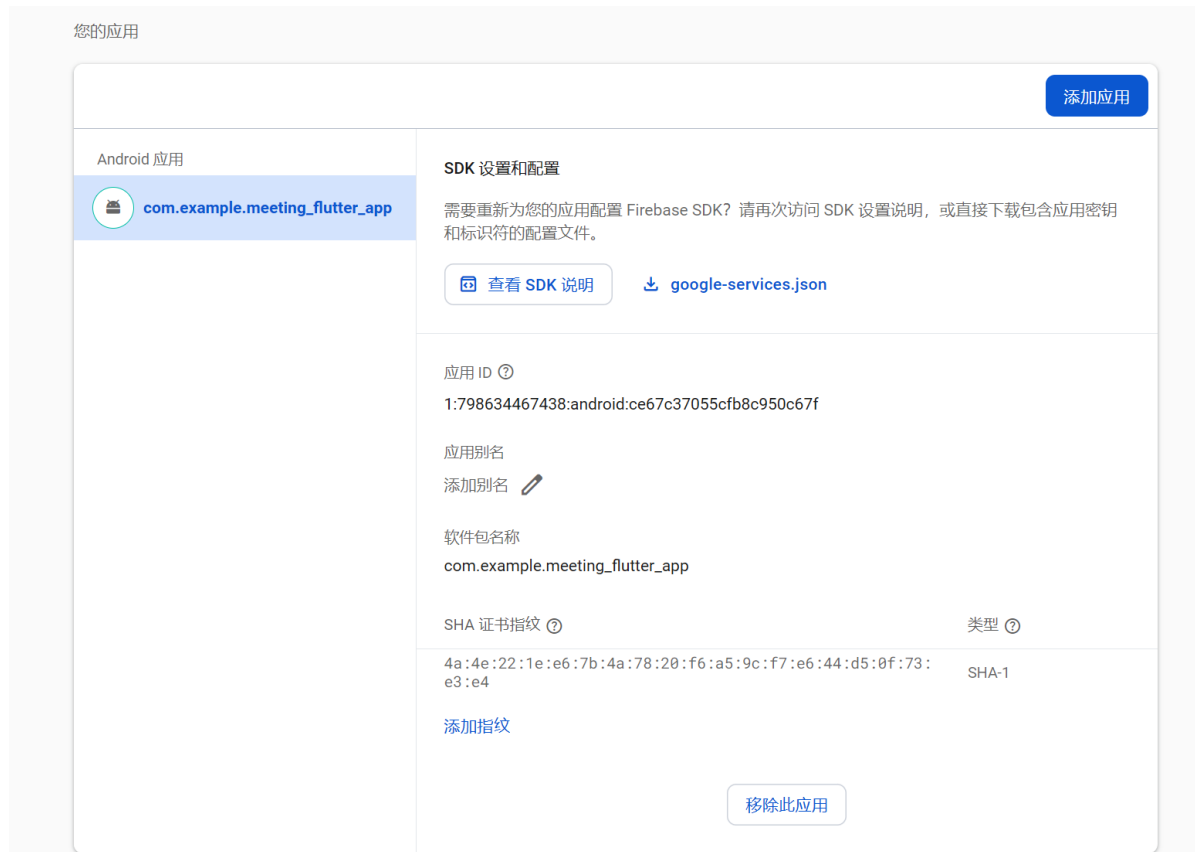 您的应用
添加应用
Android 应用
com.example.meeting_flutter_app
SDK 设置和配置
需要重新为您的应用配置 Firebase SDK？请再次访问 SDK 设置说明，或直接下载包含应用密钥
和标识符的配置文件。
查看 SDK 说明
google-services.json
应用 ID
1:798634467438:android:ce67c37055cfb8c950c67f
应用别名
添加别名
软件包名称
com.example.meeting_flutter_app
SHA 证书指纹
类型
4a:4e:22:1e:e6:7b:4a:78:20:f6:a5:9c:f7:e6:44:d5:0f:73:
e3:e4
SHA-1
添加指纹
移除此应用